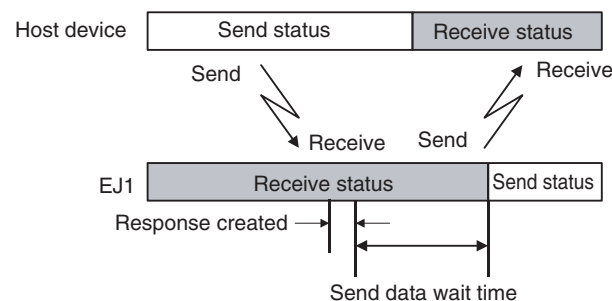 Host device
Send status
Receive status
Send
Receive
Receive
Send
EJ1
Receive status
Send status
Response created
Send data wait time